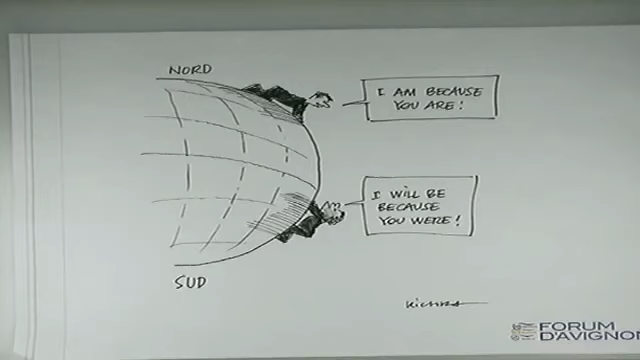 NORD
I AM BECAUSE
YOU ARE!
I WILL BE
BECAUSE
YOU WERE!
SUD
FORUM
D'AVIGNON